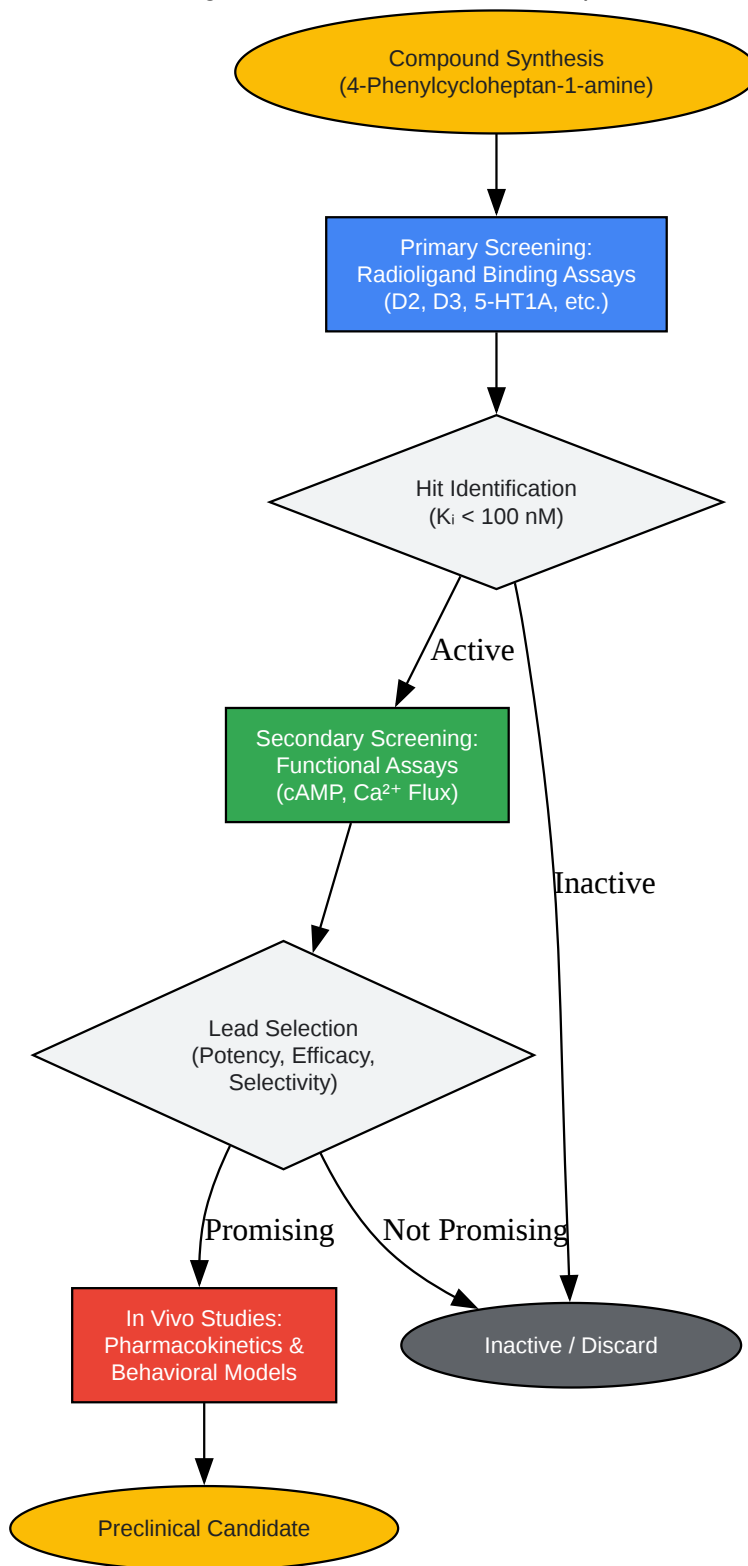 Compound Synthesis
(4-Phenylcycloheptan-1-amine)
Primary Screening:
Radioligand Binding Assays
(D2, D3, 5-HT1A, etc.)
Hit Identification
(Kᵢ < 100 nM)
Active
Secondary Screening:
Functional Assays
(cAMP, Ca²⁺ Flux)
Inactive
Lead Selection
(Potency, Efficacy,
Selectivity)
Promising
Not Promising
In Vivo Studies:
Pharmacokinetics &
Behavioral Models
Inactive / Discard
Preclinical Candidate